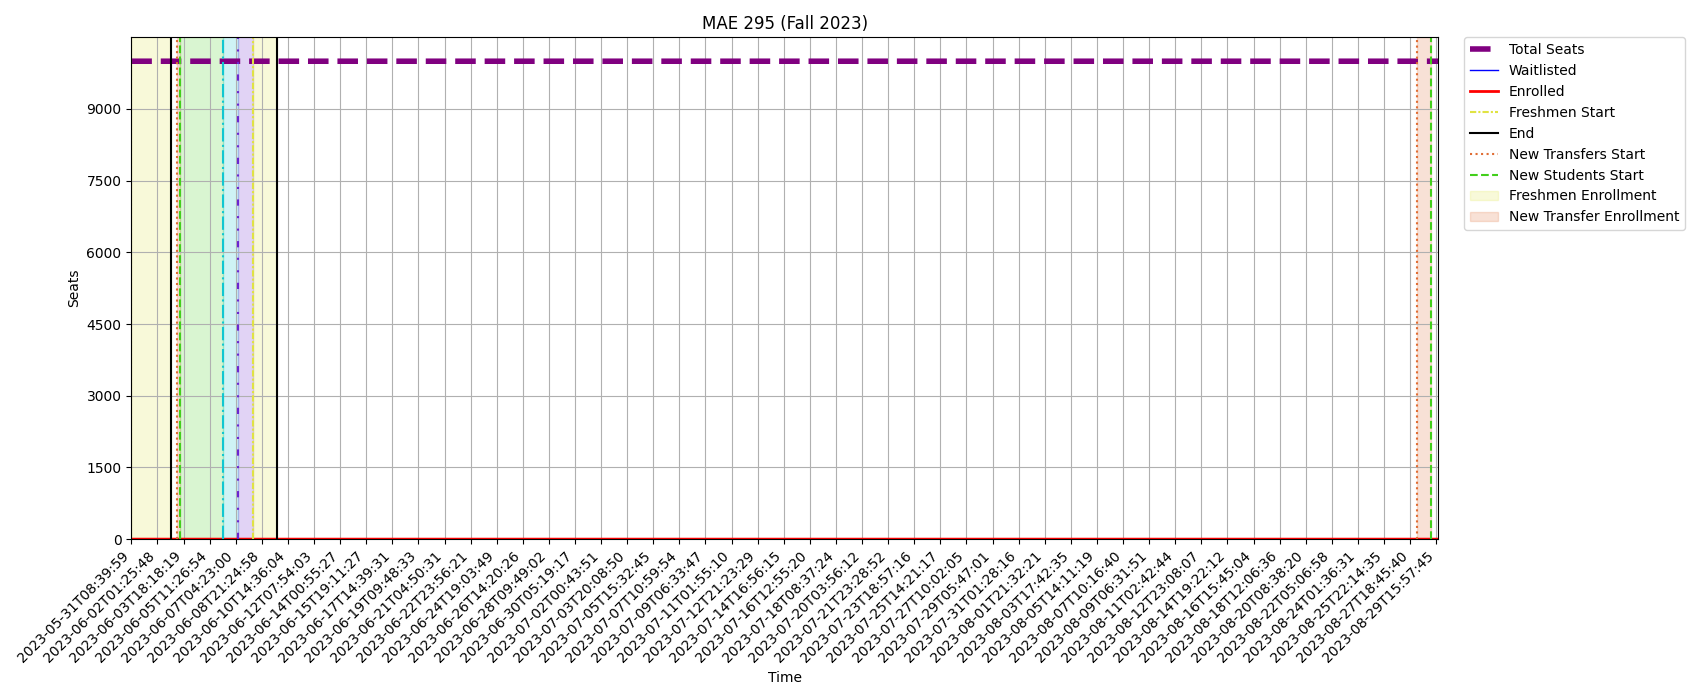 MAE 295 (Fall 2023)
Total Seats
Waitlisted
Enrolled
Freshmen Start
End
New Transfers Start
New Students Start
Freshmen Enrollment
New Transfer Enrollment
Seats
9000
7500
6000
4500
3000
1500
0
2023-05-31T08:39:59
2023-06-02T01:25:48
2023-06-03T18:18:19
2023-06-05T11:26:54
2023-06-07T04:23:00
2023-06-08T21:24:58
2023-06-10T14:36:04
2023-06-12T07:54:03
2023-06-14T00:55:27
2023-06-15T19:11:27
2023-06-17T14:39:31
2023-06-19T09:48:33
2023-06-21T04:50:31
2023-06-22T23:56:21
2023-06-24T19:03:49
2023-06-26T14:20:26
2023-06-28T09:49:02
2023-06-30T05:19:17
2023-07-02T00:43:51
2023-07-03T20:08:50
2023-07-05T15:32:45
2023-07-07T10:59:54
2023-07-09T06:33:47
2023-07-11T01:55:10
2023-07-12T21:23:29
2023-07-14T16:56:15
2023-07-16T12:55:20
2023-07-18T08:37:24
2023-07-20T03:56:12
2023-07-21T23:28:52
2023-07-23T18:57:16
2023-07-25T14:21:17
2023-07-27T10:02:05
2023-07-29T05:47:01
2023-07-31T01:28:16
2023-08-01T21:32:21
2023-08-03T17:42:35
2023-08-05T14:11:19
2023-08-07T10:16:40
2023-08-09T06:31:51
2023-08-11T02:42:44
2023-08-12T23:08:07
2023-08-14T19:22:12
2023-08-16T15:45:04
2023-08-18T12:06:36
2023-08-20T08:38:20
2023-08-22T05:06:58
2023-08-24T01:36:31
2023-08-25T22:14:35
2023-08-27T18:45:40
2023-08-29T15:57:45
Time